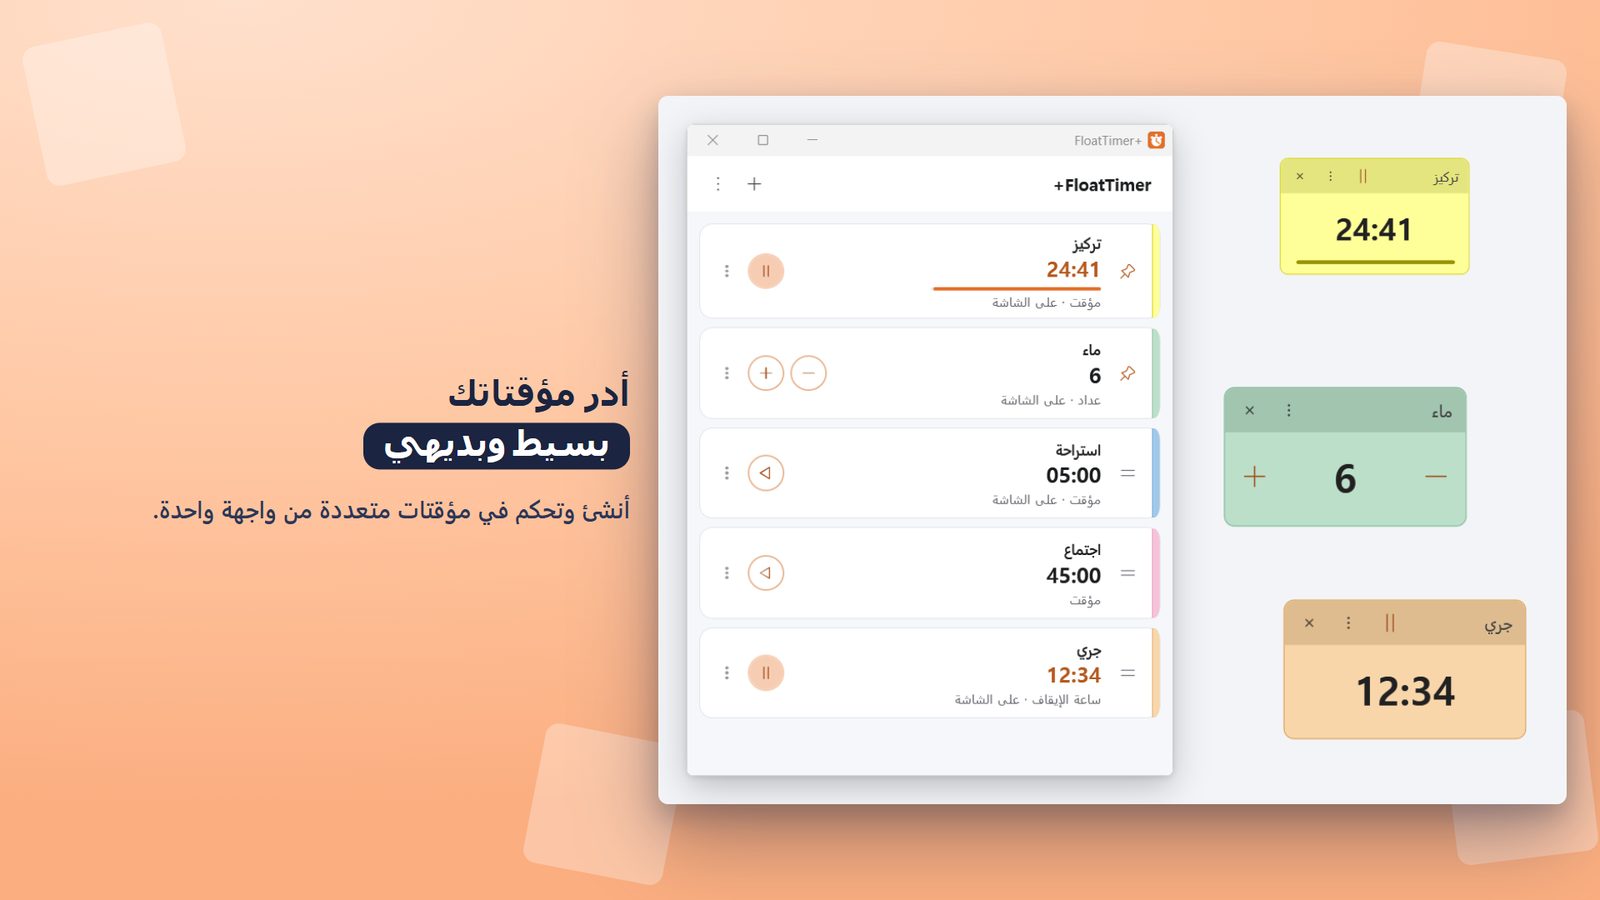 أدر مؤقتاتك
بسيط وبديهي
أنشئ وتحكم في مؤقتات متعددة من واجهة واحدة.
FloatTimer+
+FloatTimer
تركيز
24:41
مؤقت · على الشاشة
ماء
6
عداد · على الشاشة
استراحة
05:00
مؤقت · على الشاشة
اجتماع
45:00
مؤقت
جري
12:34
ساعة الإيقاف · على الشاشة
تركيز
24:41
ماء
6
جري
12:34